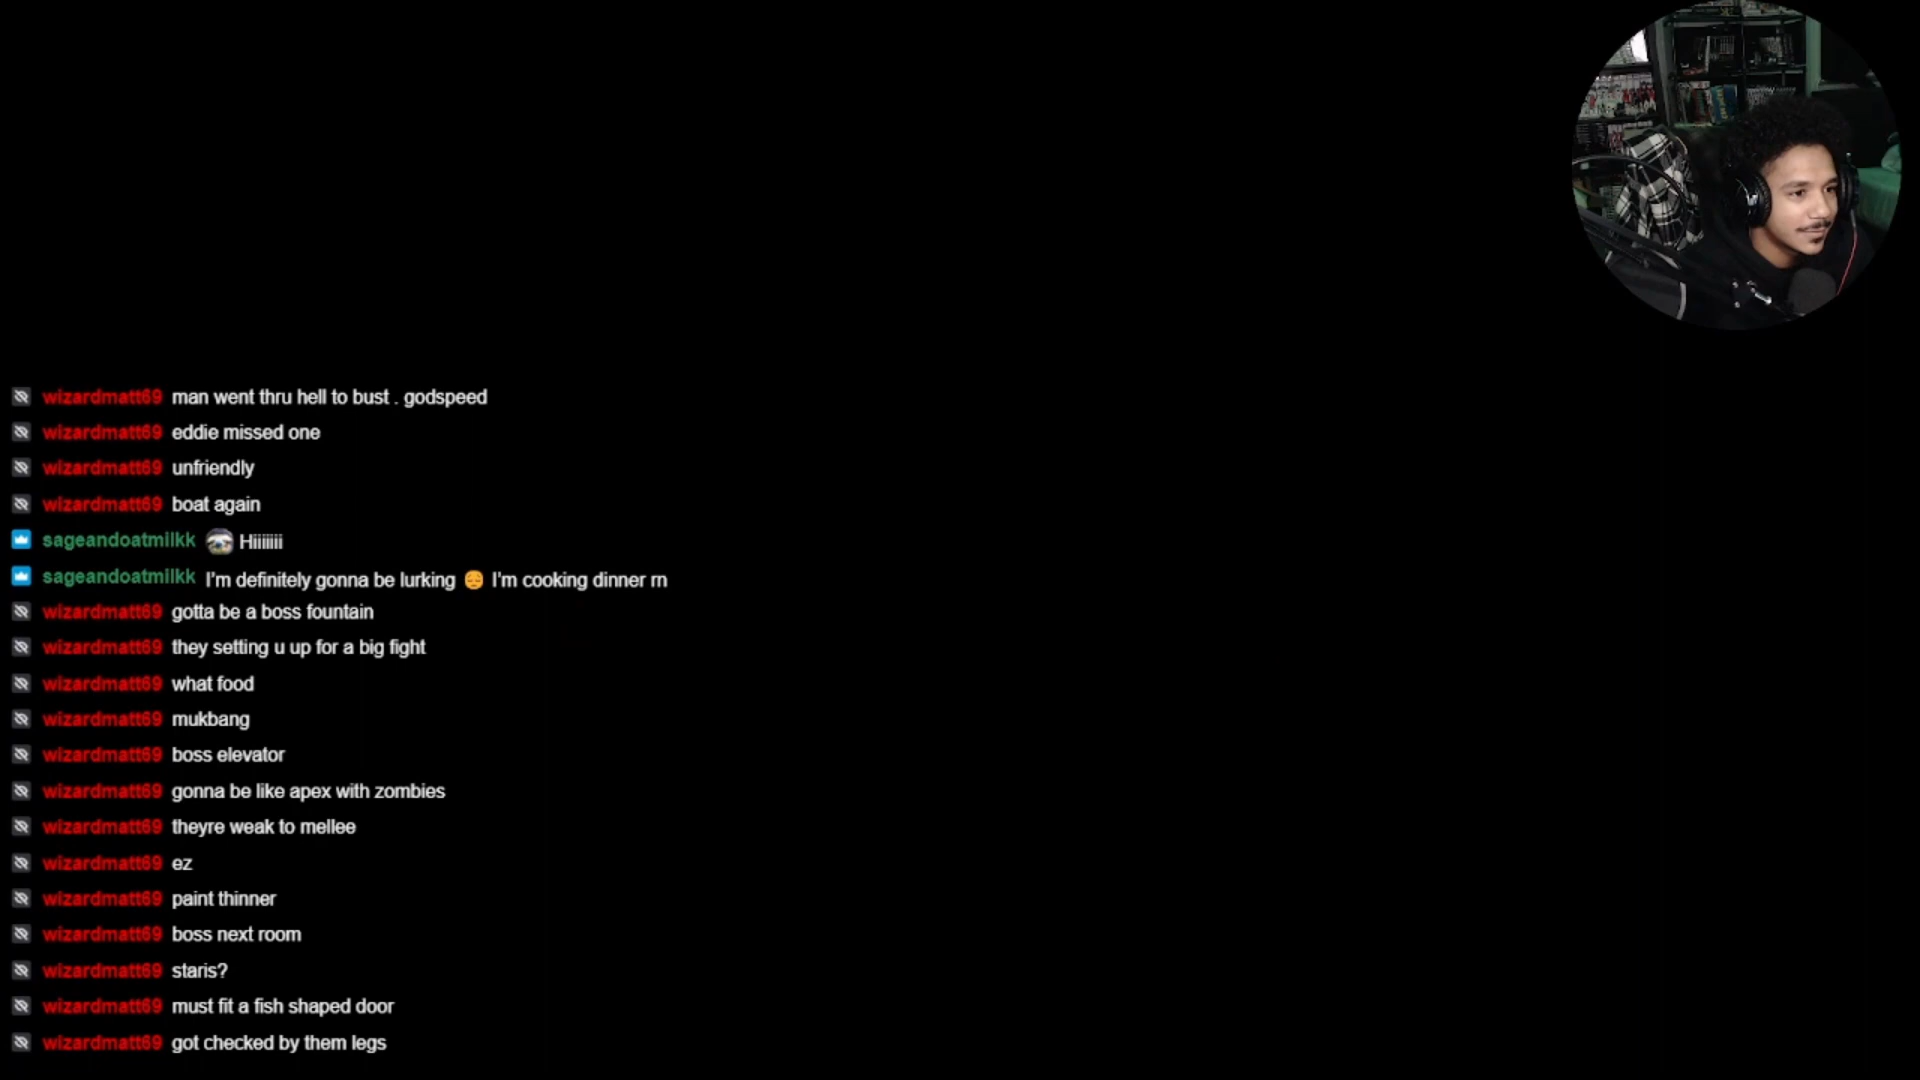 wizardmatt69 man went thru hell to bust . godspeed
wizardmatt69 eddie missed one
wizardmatt69 unfriendly
wizardmatt69 boat again
sageandoatmilkk Hiiiiiii
sageandoatmilkk I'm definitely gonna be lurking 😔 I'm cooking dinner rn
wizardmatt69 gotta be a boss fountain
wizardmatt69 they setting u up for a big fight
wizardmatt69 what food
wizardmatt69 mukbang
wizardmatt69 boss elevator
wizardmatt69 gonna be like apex with zombies
wizardmatt69 theyre weak to mellee
wizardmatt69 ez
wizardmatt69 paint thinner
wizardmatt69 boss next room
wizardmatt69 staris?
wizardmatt69 must fit a fish shaped door
wizardmatt69 got checked by them legs